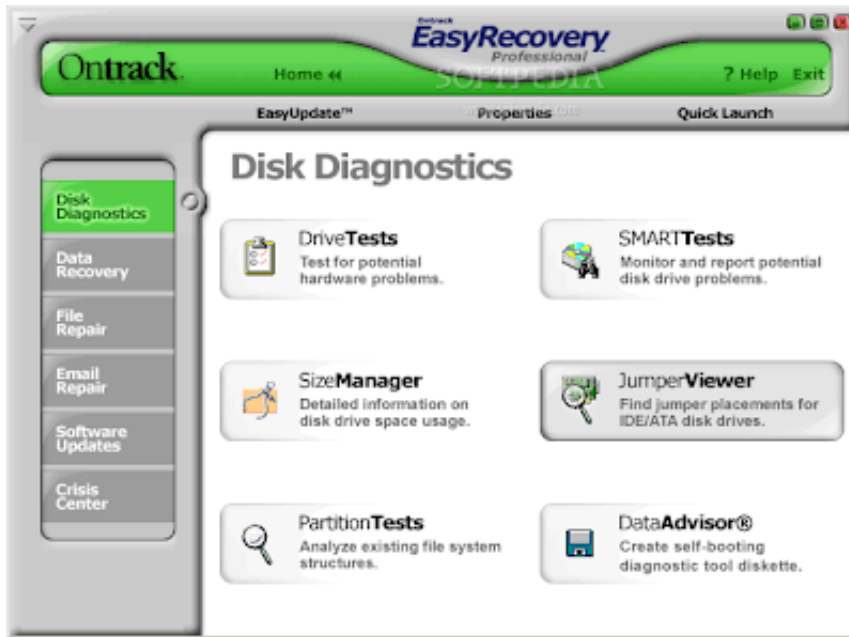 Ontrack
EasyRecovery
Professional
Ontrack.
Home
SOFTPEDIA
? Help Exit
EasyUpdate™ Properties Quick Launch
Disk Diagnostics
Disk
Diagnostics
Data
Recovery
File
Repair
Email
Repair
Software
Updates
Crisis
Center
DriveTests
Test for potential
hardware problems.
SMARTTests
Monitor and report potential
disk drive problems.
SizeManager
Detailed information on
disk drive space usage.
JumperViewer
Find jumper placements for
IDE/ATA disk drives.
PartitionTests
Analyze existing file system
structures.
DataAdvisor®
Create self-booting
diagnostic tool diskette.